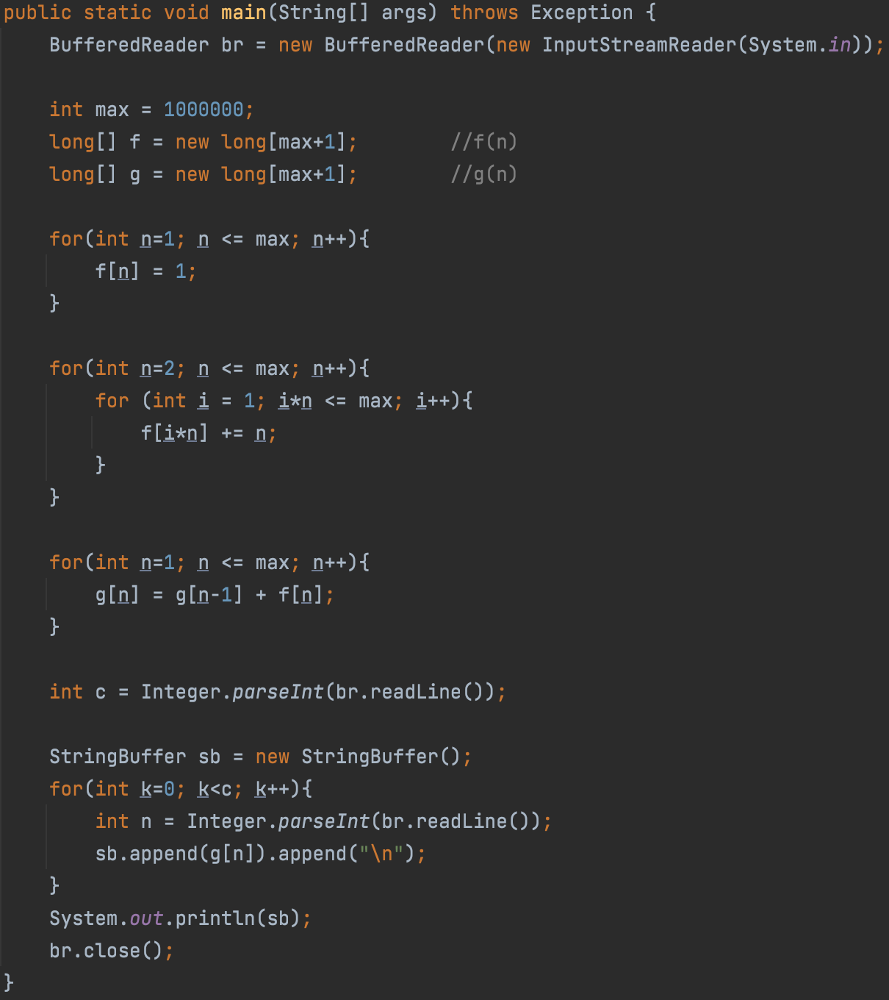 public static void main(String[] args) throws Exception {
    BufferedReader br = new BufferedReader(new InputStreamReader(System.in));
    int max = 1000000;
    long[] f = new long[max+1];        //f(n)
    long[] g = new long[max+1];        //g(n)
    for(int n=1; n <= max; n++){
        f[n] = 1;
    }
    for(int n=2; n <= max; n++){
        for (int i = 1; i*n <= max; i++){
            f[i*n] += n;
        }
    }
    for(int n=1; n <= max; n++){
        g[n] = g[n-1] + f[n];
    }
    int c = Integer.parseInt(br.readLine());
    StringBuffer sb = new StringBuffer();
    for(int k=0; k<c; k++){
        int n = Integer.parseInt(br.readLine());
        sb.append(g[n]).append("\n");
    }
    System.out.println(sb);
    br.close();
}